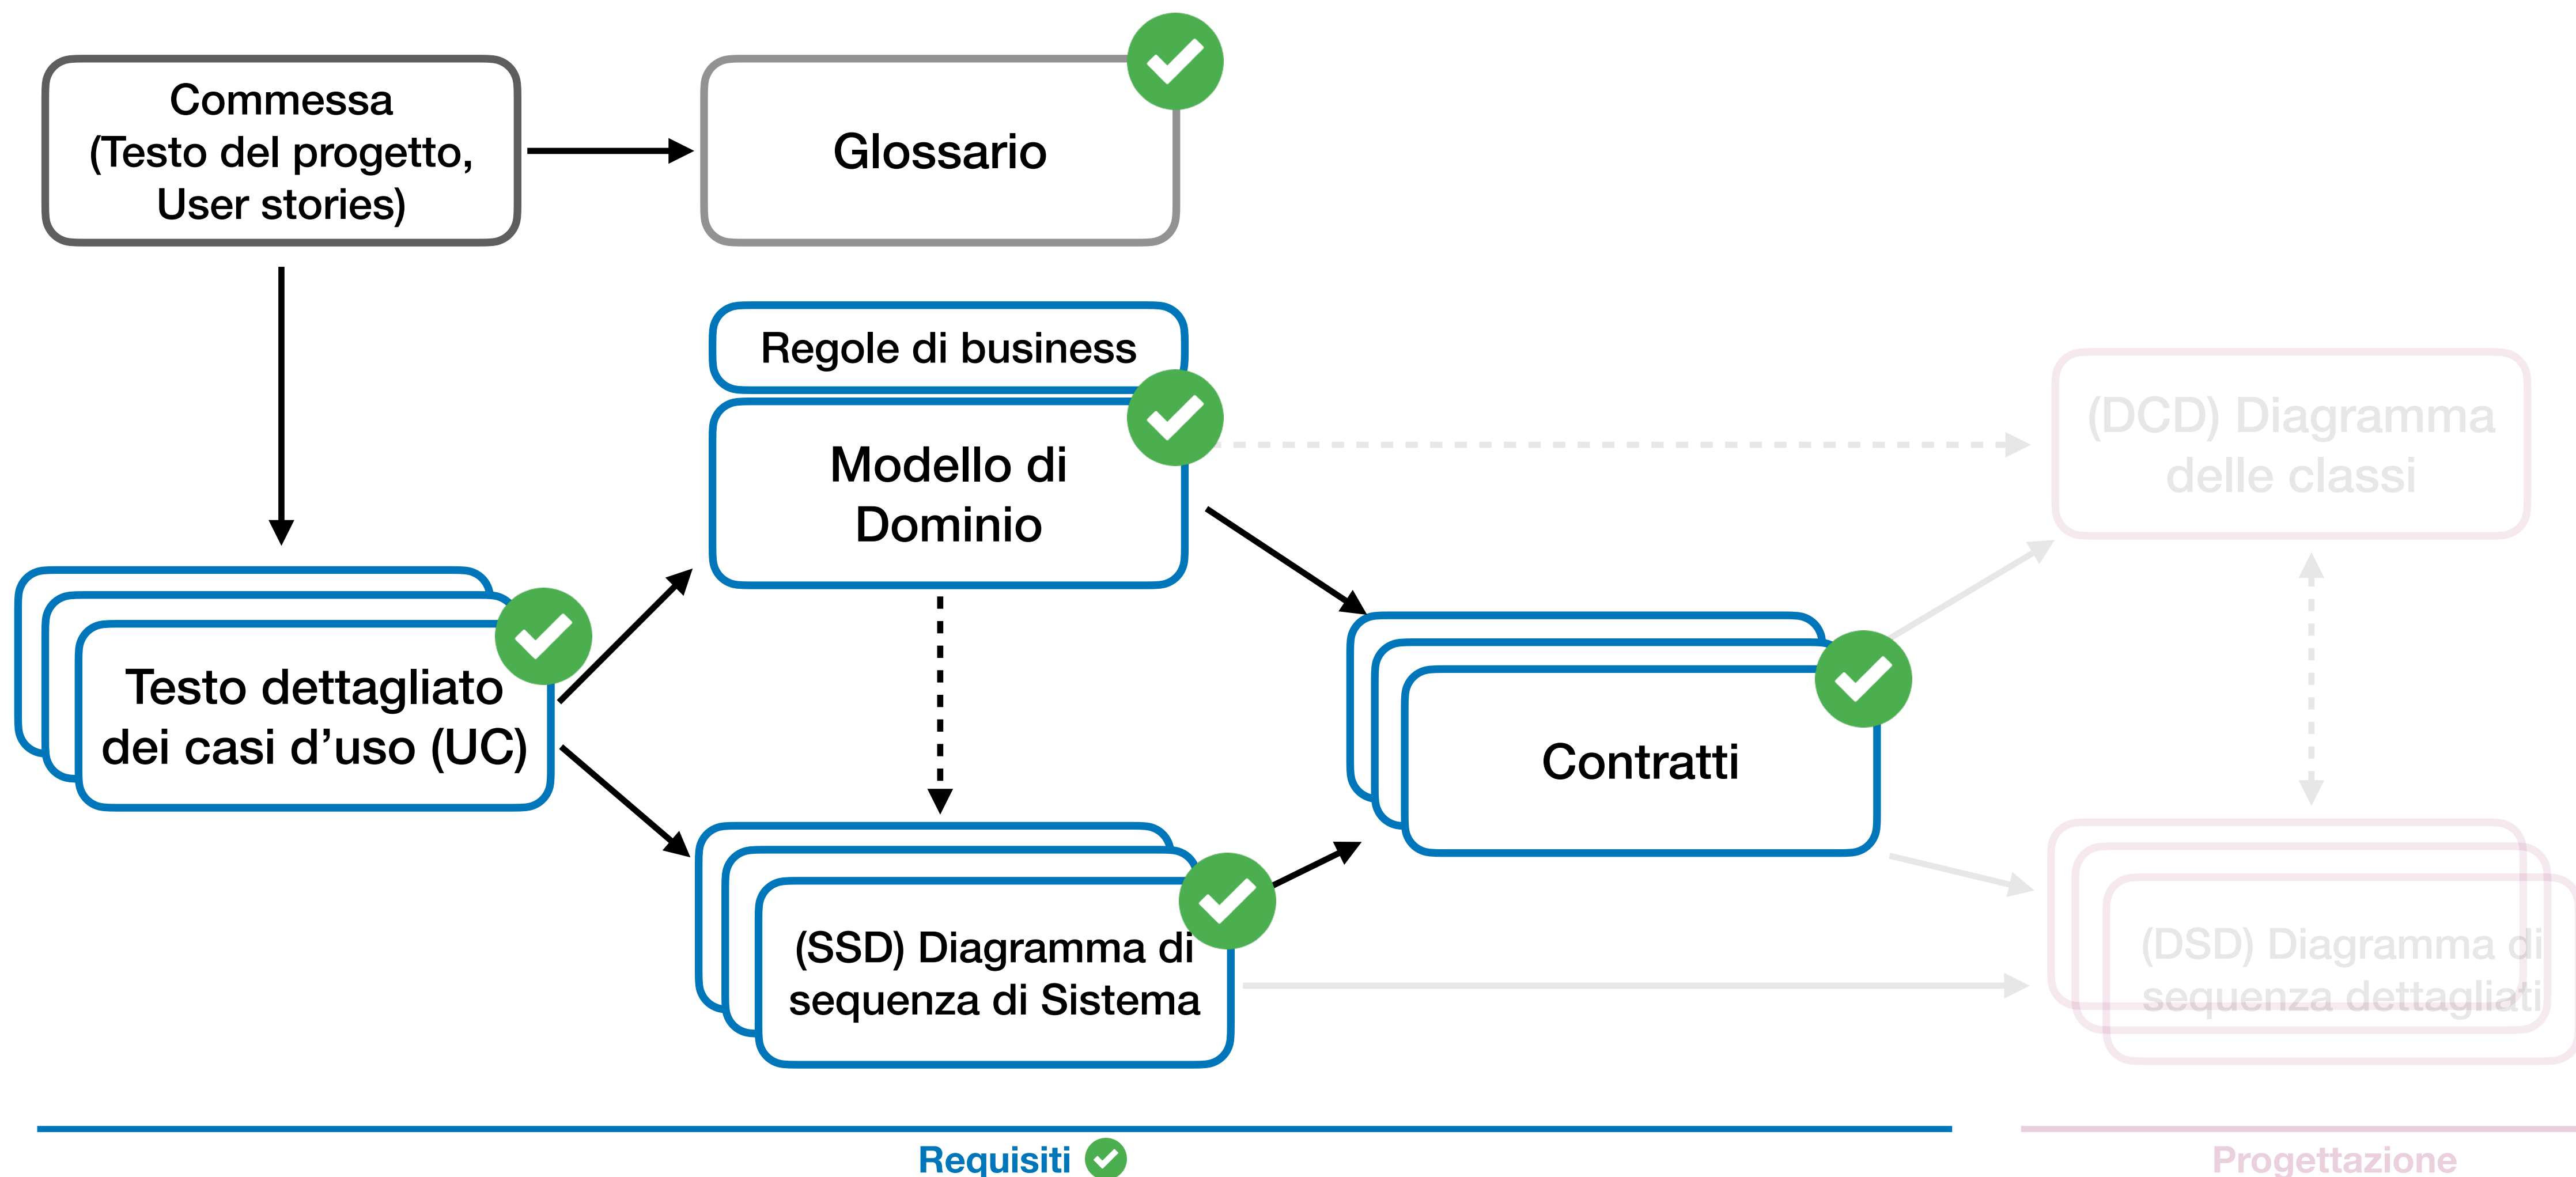 Commessa
(Testo del progetto,
User stories)
Glossario
Regole di business
Modello di
Dominio
(DCD) Diagramma
delle classi
Testo dettagliato
dei casi d’uso (UC)
Contratti
(SSD) Diagramma di
sequenza di Sistema
(DSD) Diagramma di
sequenza dettagliati
Requisiti
Progettazione